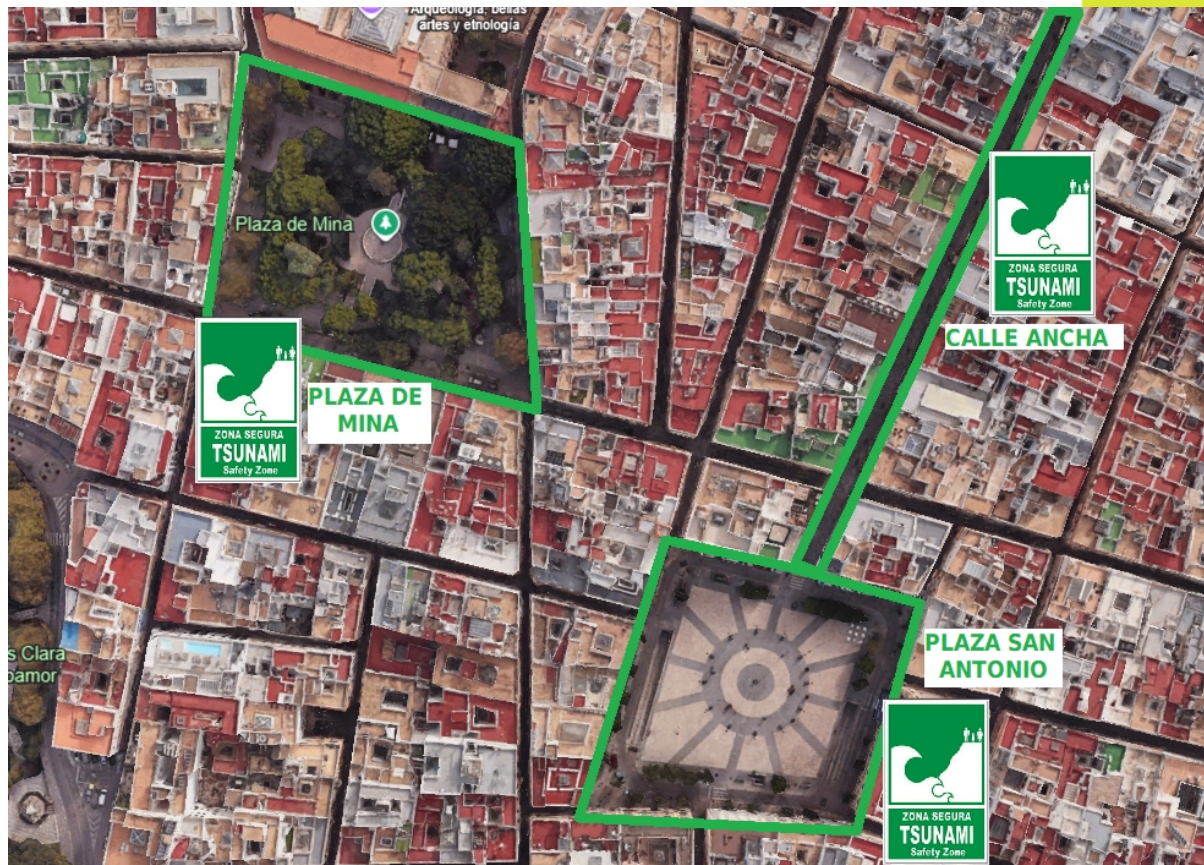 Arqueología, bellas
artes y etnología
Plaza de Mina
ZONA SEGURA
TSUNAMI
Safety Zone
CALLE ANCHA
ZONA SEGURA
TSUNAMI
Safety Zone
PLAZA DE
MINA
s Clara
oamor
PLAZA SAN
ANTONIO
ZONA SEGURA
TSUNAMI
Safety Zone